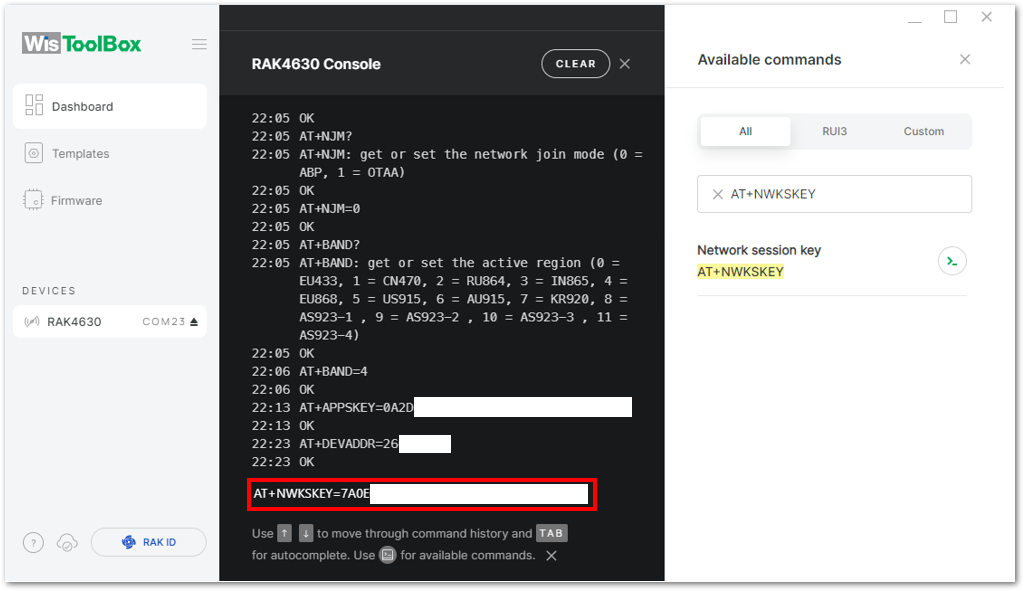 WisToolBox
Dashboard
Templates
Firmware
DEVICES
RAK4630 COM23
? RAK ID
RAK4630 Console CLEAR
22:05 OK
22:05 AT+NJM?
22:05 AT+NJM: get or set the network join mode (0 =
ABP, 1 = OTAA)
22:05 OK
22:05 AT+NJM=0
22:05 OK
22:05 AT+BAND?
22:05 AT+BAND: get or set the active region (0 =
EU433, 1 = CN470, 2 = RU864, 3 = IN865, 4 =
EU868, 5 = US915, 6 = AU915, 7 = KR920, 8 =
AS923-1 , 9 = AS923-2 , 10 = AS923-3 , 11 =
AS923-4)
22:05 OK
22:06 AT+BAND=4
22:06 OK
22:13 AT+APPSKEY=0A2D
22:13 OK
22:23 AT+DEVADDR=26
22:23 OK
AT+NWKSKEY=7A0E
Use ↑ ↓ to move through command history and TAB
for autocomplete. Use for available commands.
Available commands
All RUI3 Custom
AT+NWKSKEY
Network session key
AT+NWKSKEY